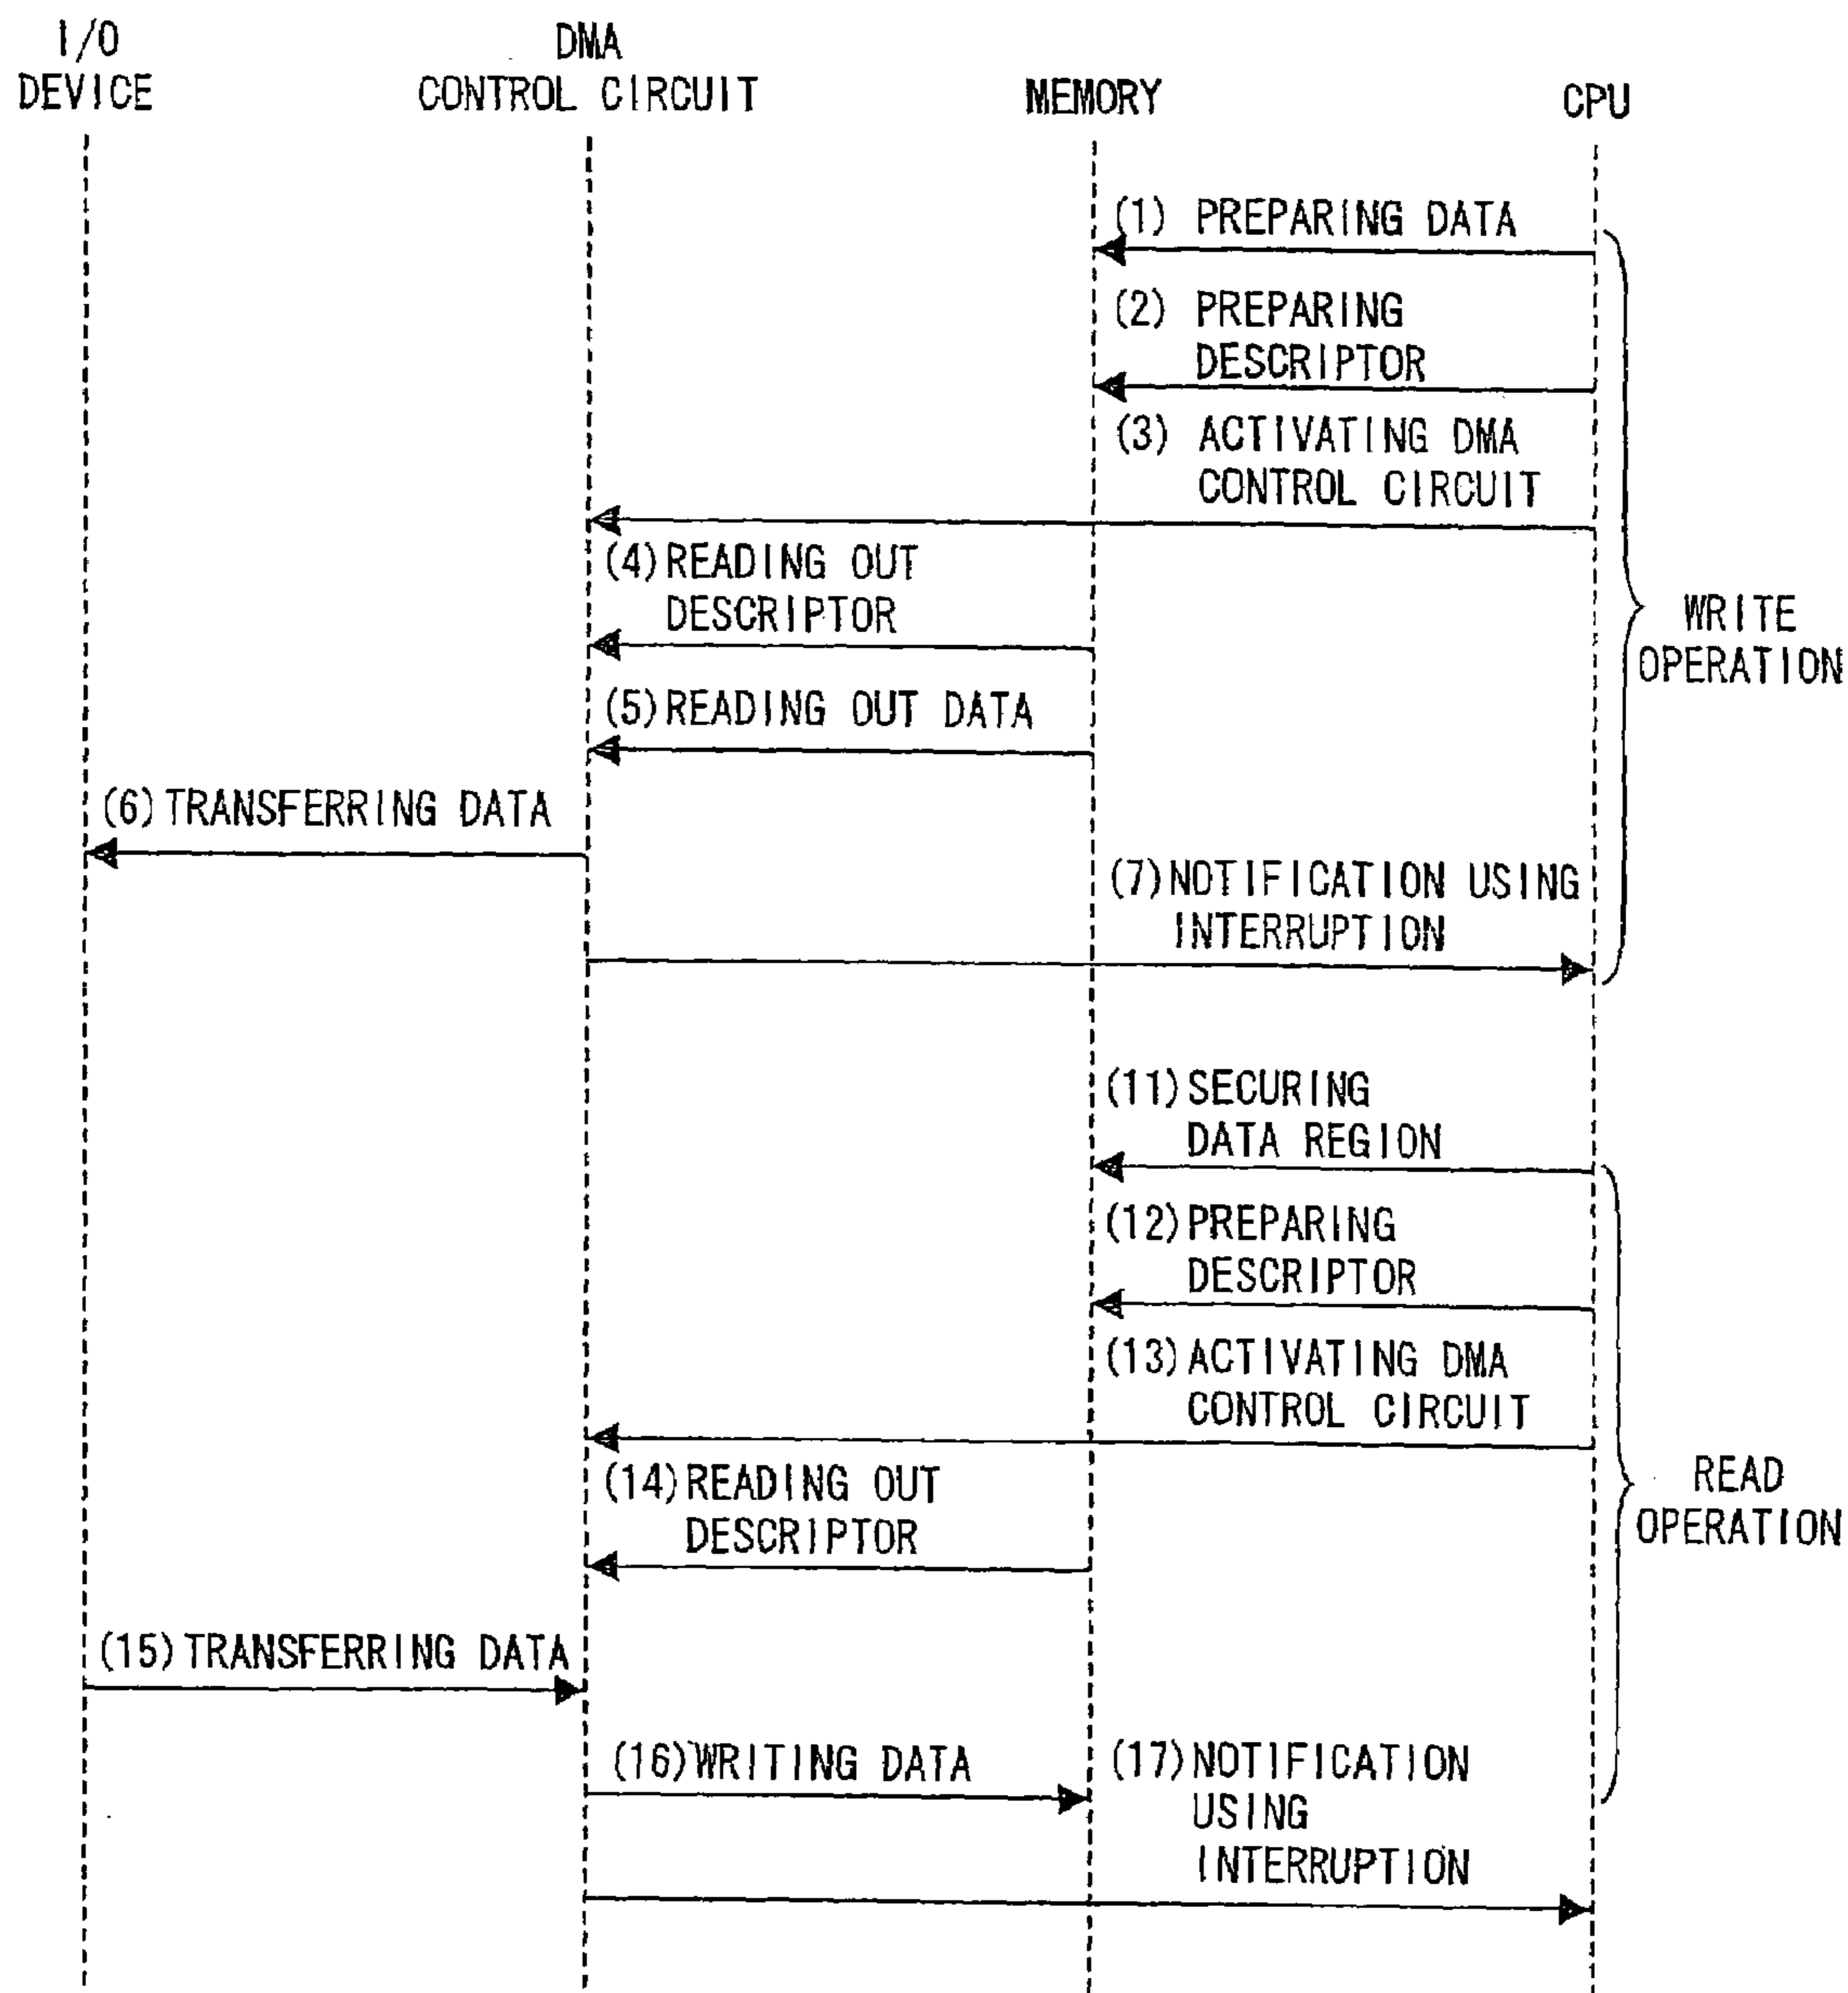 I/O
DEVICE
DMA
CONTROL CIRCUIT
MEMORY
CPU
(1) PREPARING DATA
(2) PREPARING
DESCRIPTOR
(3) ACTIVATING DMA
CONTROL CIRCUIT
(4) READING OUT
DESCRIPTOR
WRITE
OPERATION
(5) READING OUT DATA
(6) TRANSFERRING DATA
(7) NOTIFICATION USING
INTERRUPTION
(11) SECURING
DATA REGION
(12) PREPARING
DESCRIPTOR
(13) ACTIVATING DMA
CONTROL CIRCUIT
(14) READING OUT
DESCRIPTOR
READ
OPERATION
(15) TRANSFERRING DATA
(16) WRITING DATA
(17) NOTIFICATION
USING
INTERRUPTION